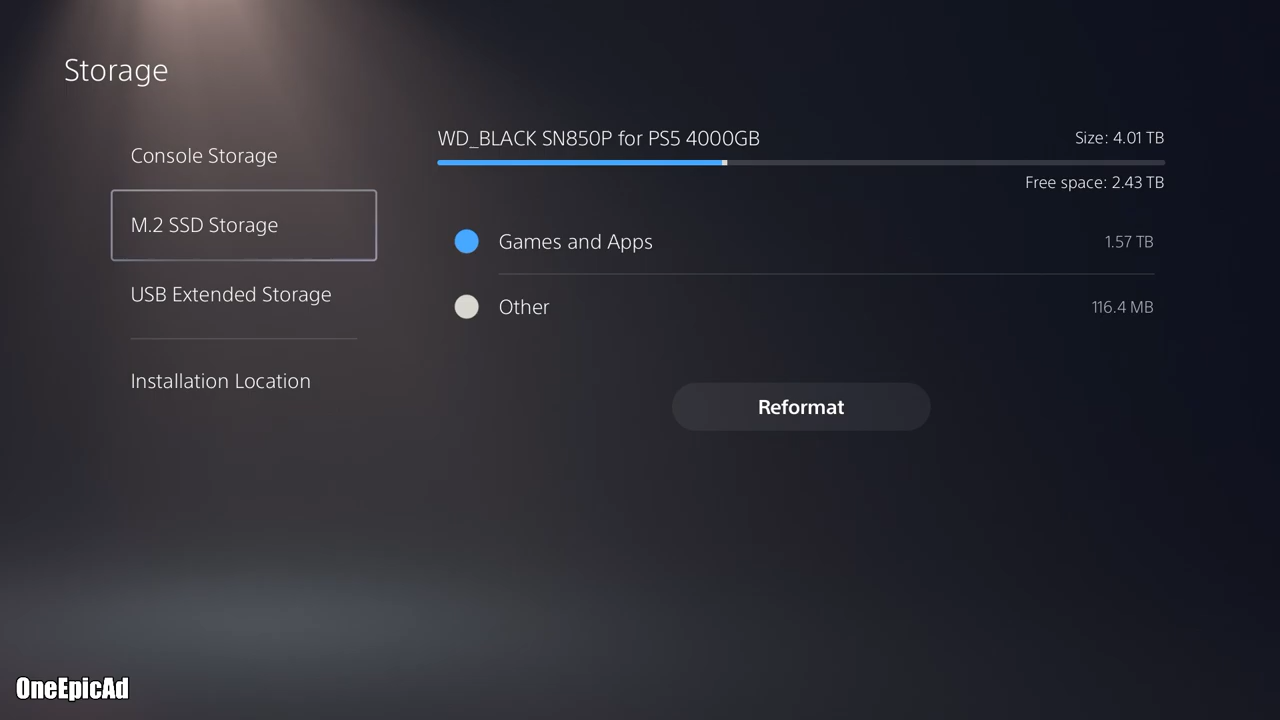 Storage
Console Storage
M.2 SSD Storage
USB Extended Storage
Installation Location
WD_BLACK SN850P for PS5 4000GB
Size: 4.01 TB
Free space: 2.43 TB
Games and Apps
1.57 TB
Other
116.4 MB
Reformat
OneEpicAd